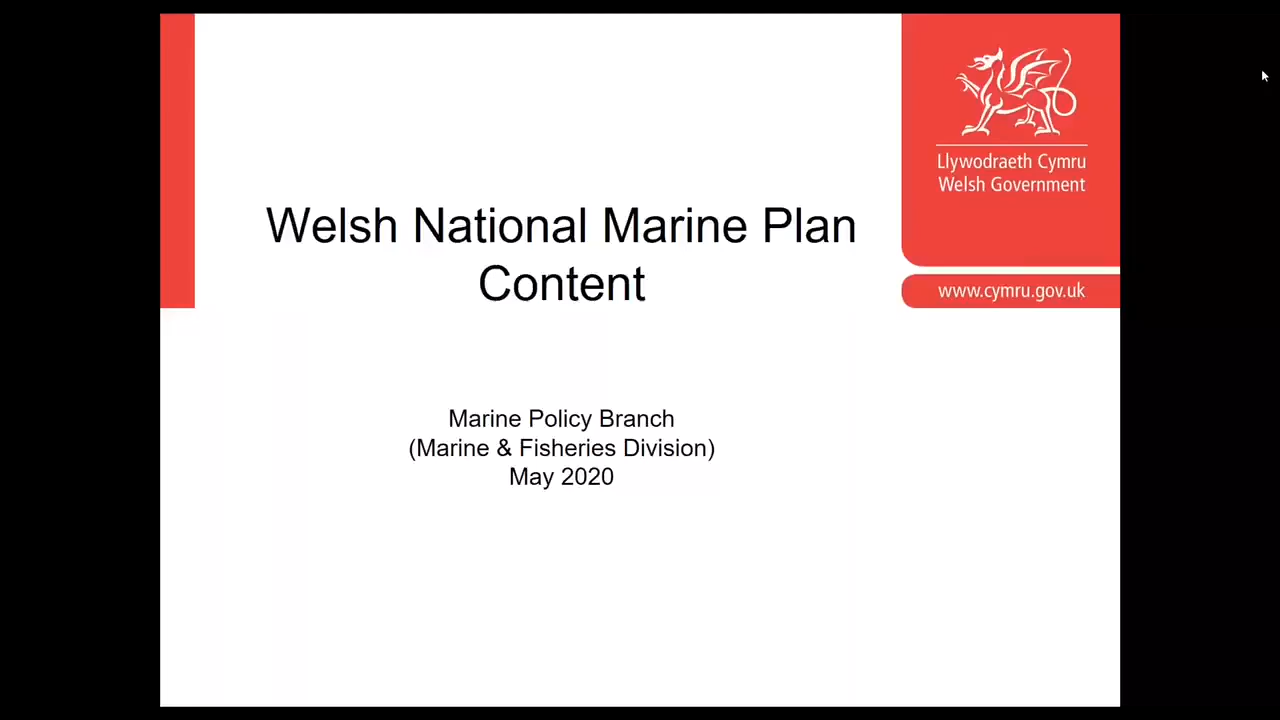 Llywodraeth Cymru
Welsh Government
www.cymru.gov.uk
Welsh National Marine Plan
Content
Marine Policy Branch
(Marine & Fisheries Division)
May 2020